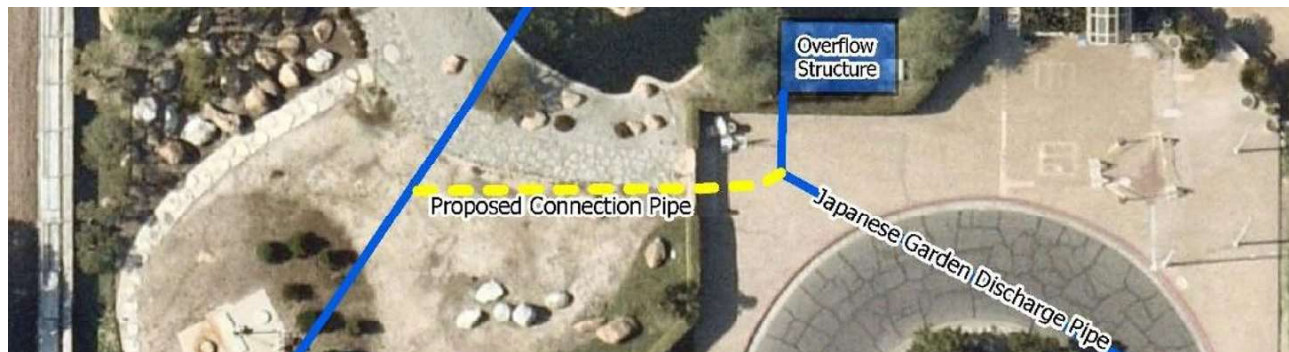 Overflow
Structure
Proposed Connection Pipe
Japanese Garden Discharge Pipe